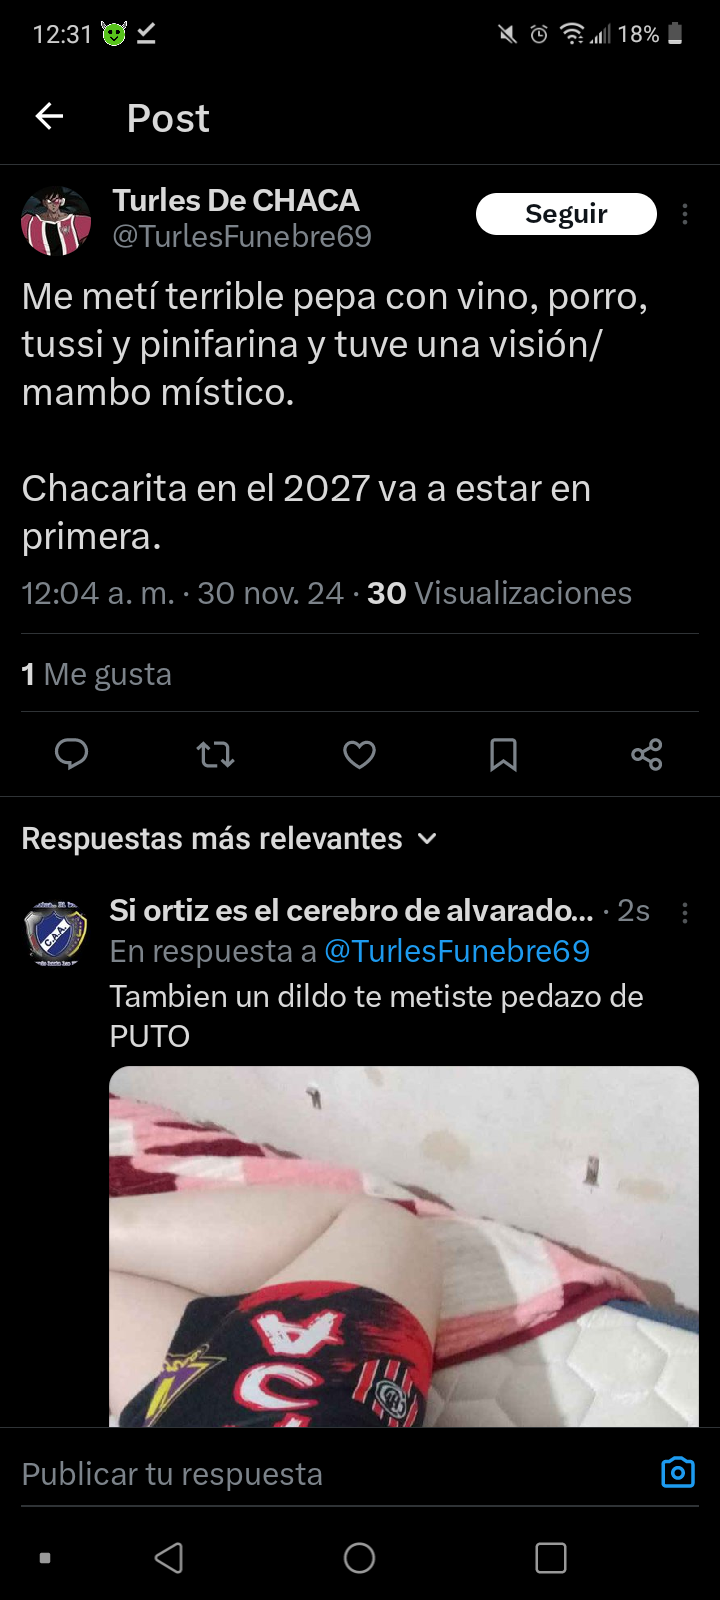 12:31
18%
Post
Turles De CHACA
Seguir
@TurlesFunebre69
Me metí terrible pepa con vino, porro,
tussi y pinifarina y tuve una visión/
mambo místico.
Chacarita en el 2027 va a estar en
primera.
12:04 a. m. · 30 nov. 24 · 30 Visualizaciones
1 Me gusta
Respuestas más relevantes
Si ortiz es el cerebro de alvarado... · 2s
En respuesta a @TurlesFunebre69
Tambien un dildo te metiste pedazo de
PUTO
C.A.A.
Publicar tu respuesta